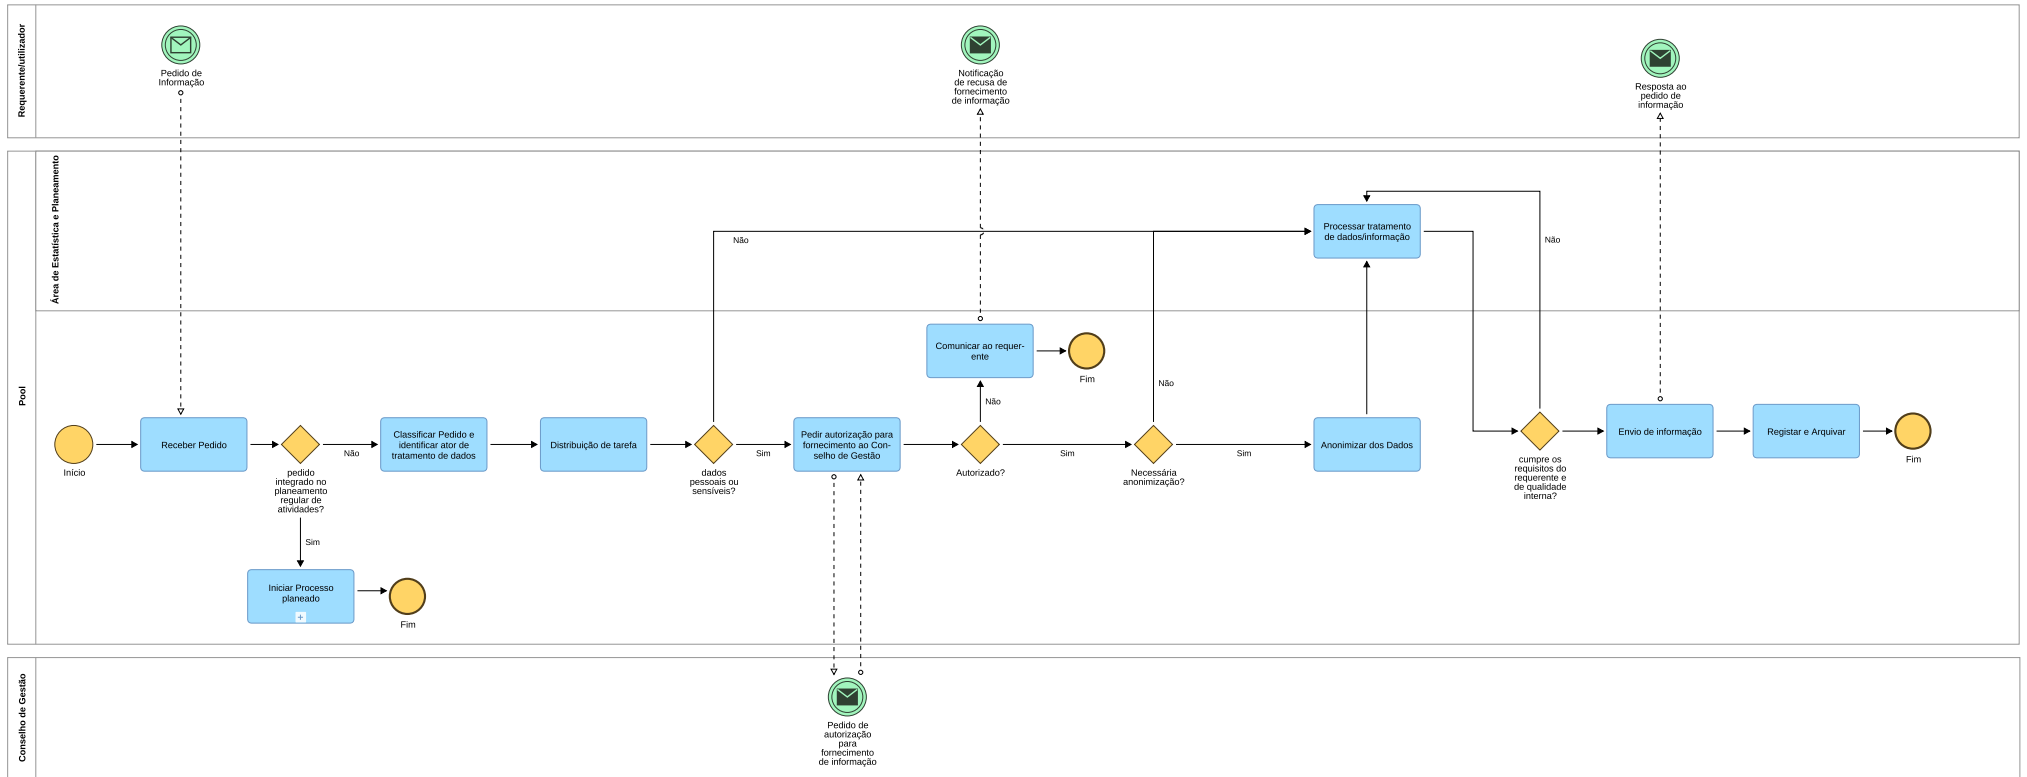 Requerente/utilizador
Pedido de
Informação
Notificação
de recusa de
fornecimento
de informação
Resposta ao
pedido de
informação
Pool
Área de Estatística e Planeamento
Não
Processar tratamento
de dados/informação
Não
Comunicar ao requer-
ente
Fim
Não
Não
Início
Receber Pedido
pedido
integrado no
planeamento
regular de
atividades?
Não
Classificar Pedido e
identificar ator de
tratamento de dados
Distribuição de tarefa
dados
pessoais ou
sensíveis?
Sim
Pedir autorização para
fornecimento ao Con-
selho de Gestão
Autorizado?
Sim
Necessária
anonimização?
Sim
Anonimizar dos Dados
cumpre os
requisitos do
requerente e
de qualidade
interna?
Envio de informação
Registar e Arquivar
Fim
Sim
Iniciar Processo
planeado
Fim
Conselho de Gestão
Pedido de
autorização
para
fornecimento
de informação